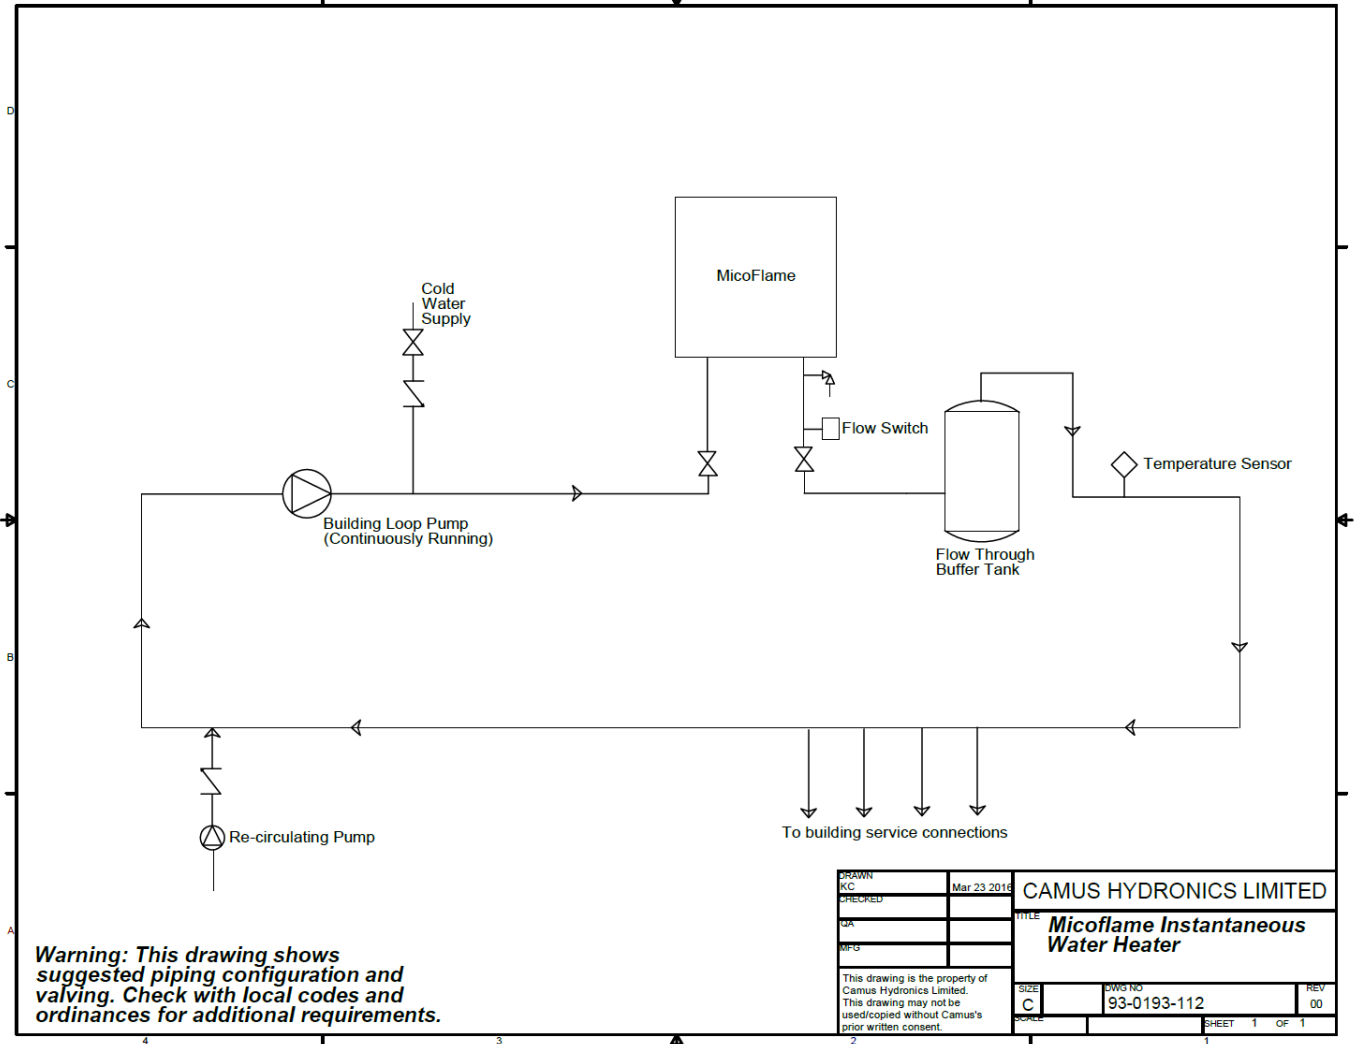 D
MicoFlame
Cold
Water
Supply
C
Flow Switch
Temperature Sensor
Building Loop Pump
(Continuously Running)
Flow Through
Buffer Tank
B
To building service connections
Re-circulating Pump
A
Warning: This drawing shows
suggested piping configuration and
valving. Check with local codes and
ordinances for additional requirements.
DRAWN
KC
Mar 23 2016
CHECKED
QA
MFG
This drawing is the property of
Camus Hydronics Limited.
This drawing may not be
used/copied without Camus's
prior written consent.
CAMUS HYDRONICS LIMITED
TITLE
Micoflame Instantaneous
Water Heater
SIZE
C
DWG NO
93-0193-112
REV
00
SCALE
SHEET 1 OF 1
4
3
2
1